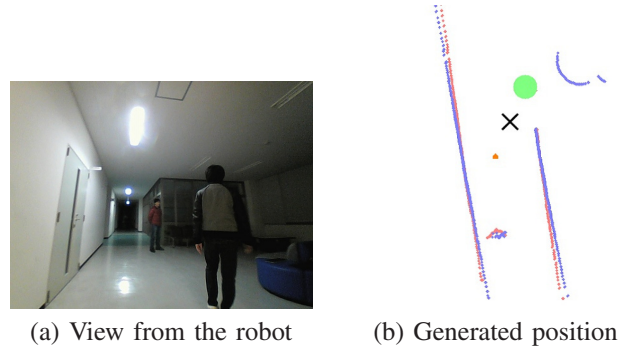 (a) View from the robot
(b) Generated position